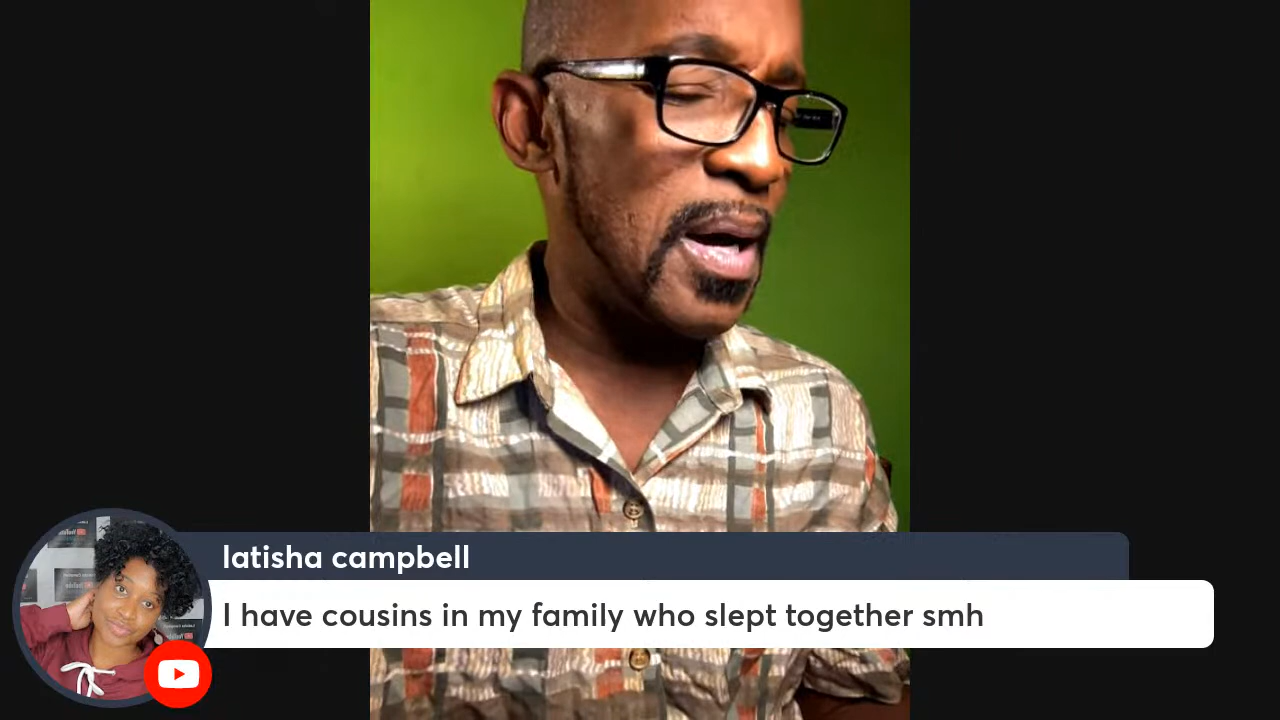 latisha campbell
I have cousins in my family who slept together smh